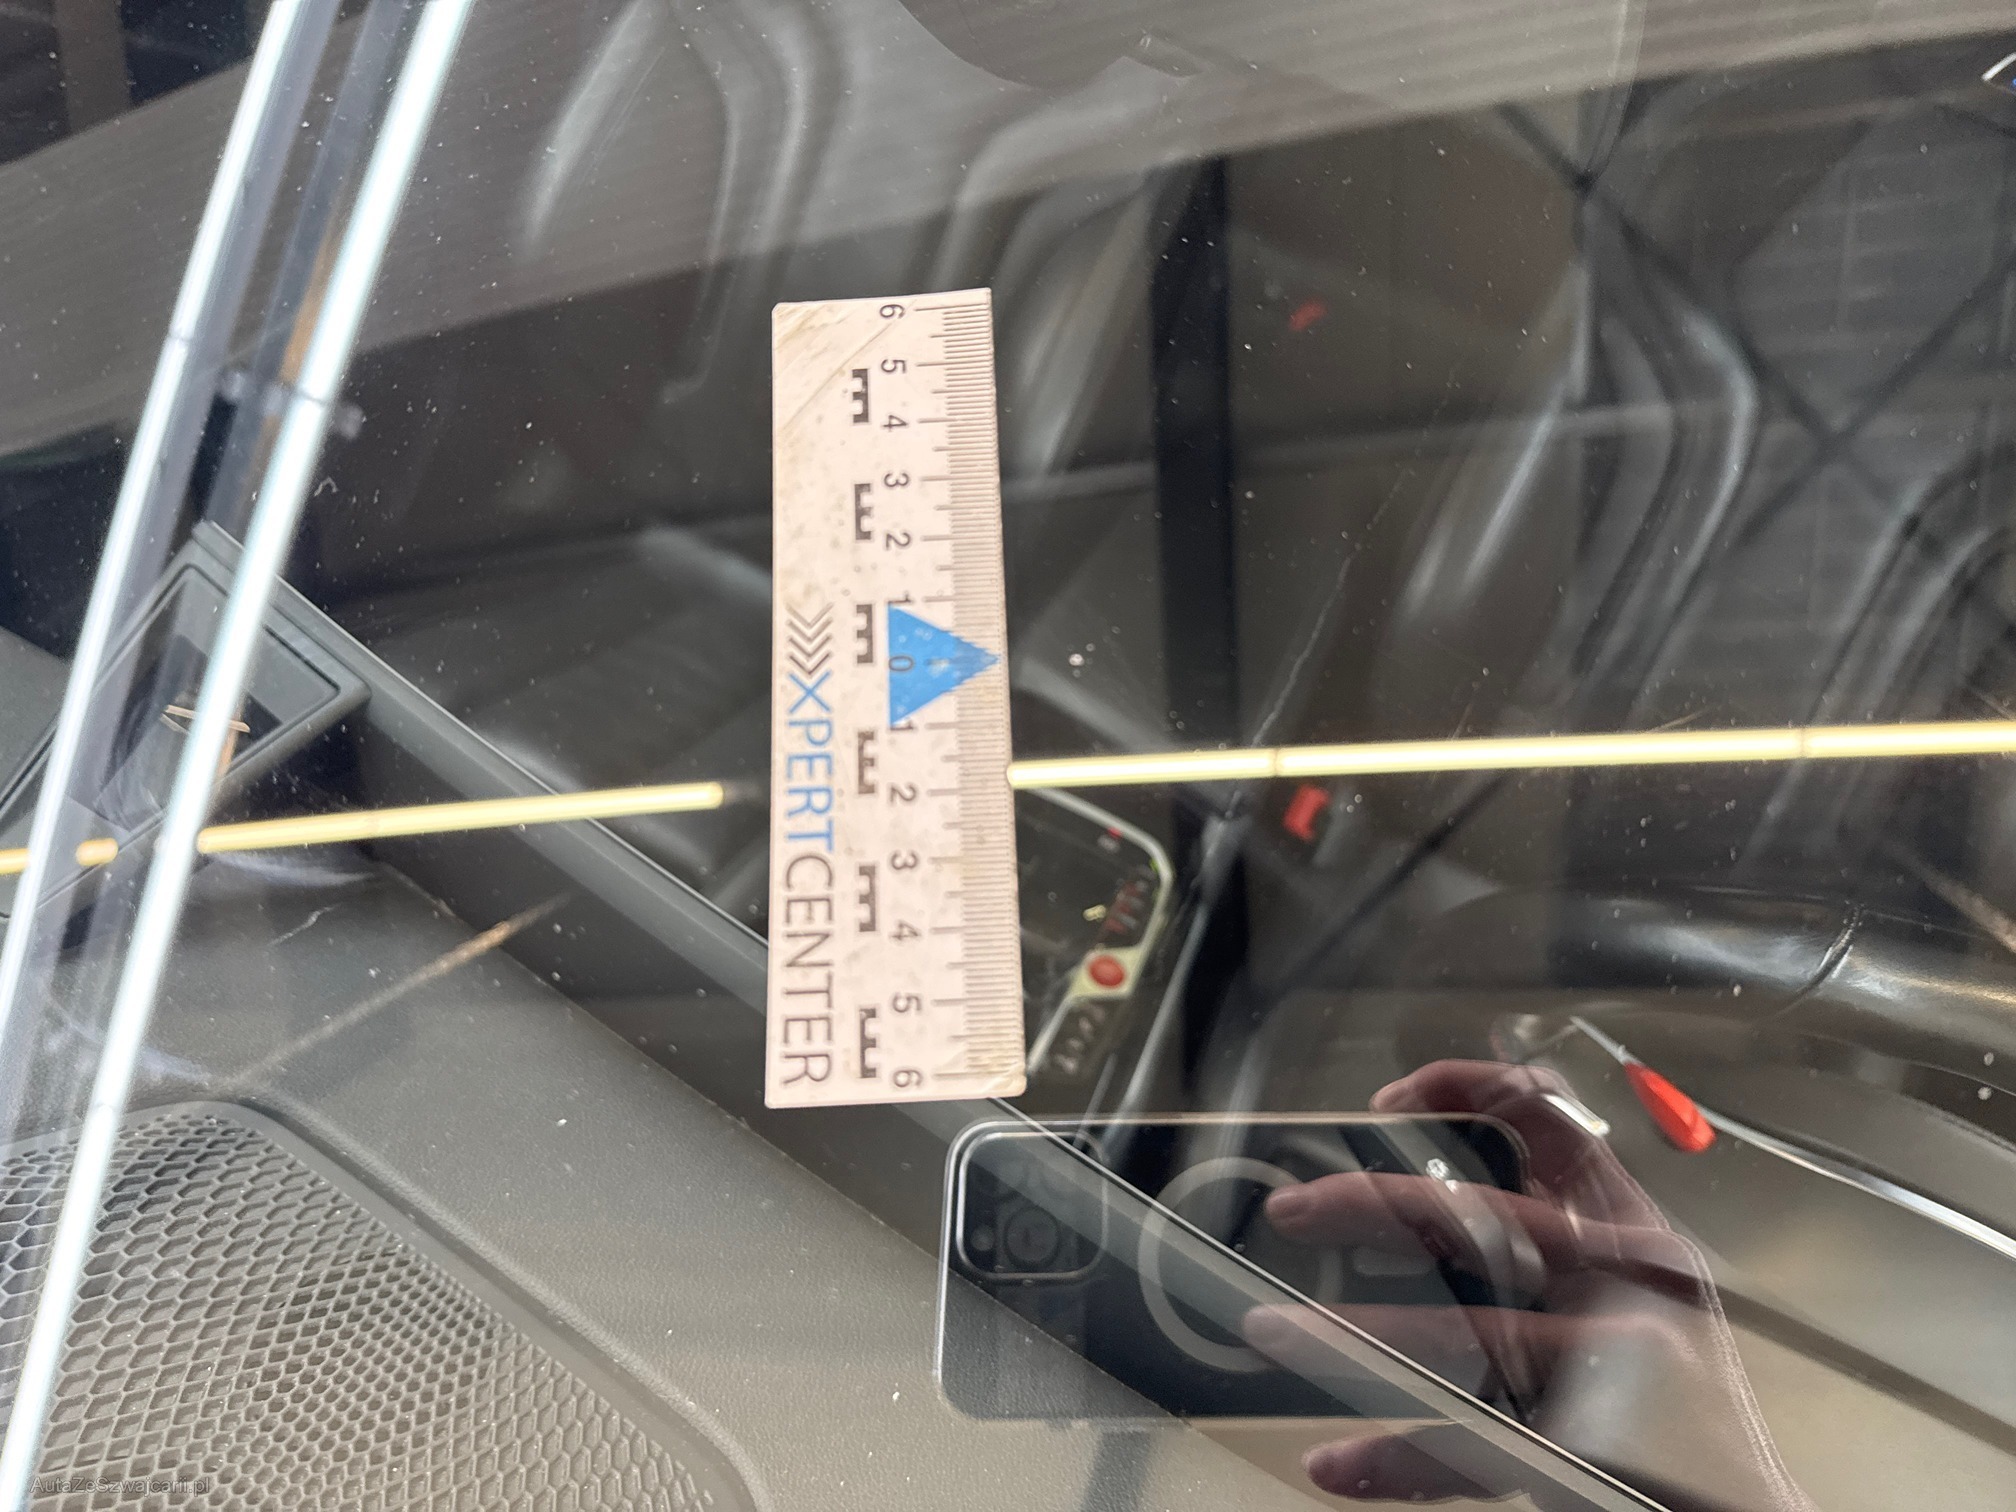 6 5 4 3 2 1 0 1 2 3 4 5 6
XPERTCENTER
AutaZeSzwajcarii.pl